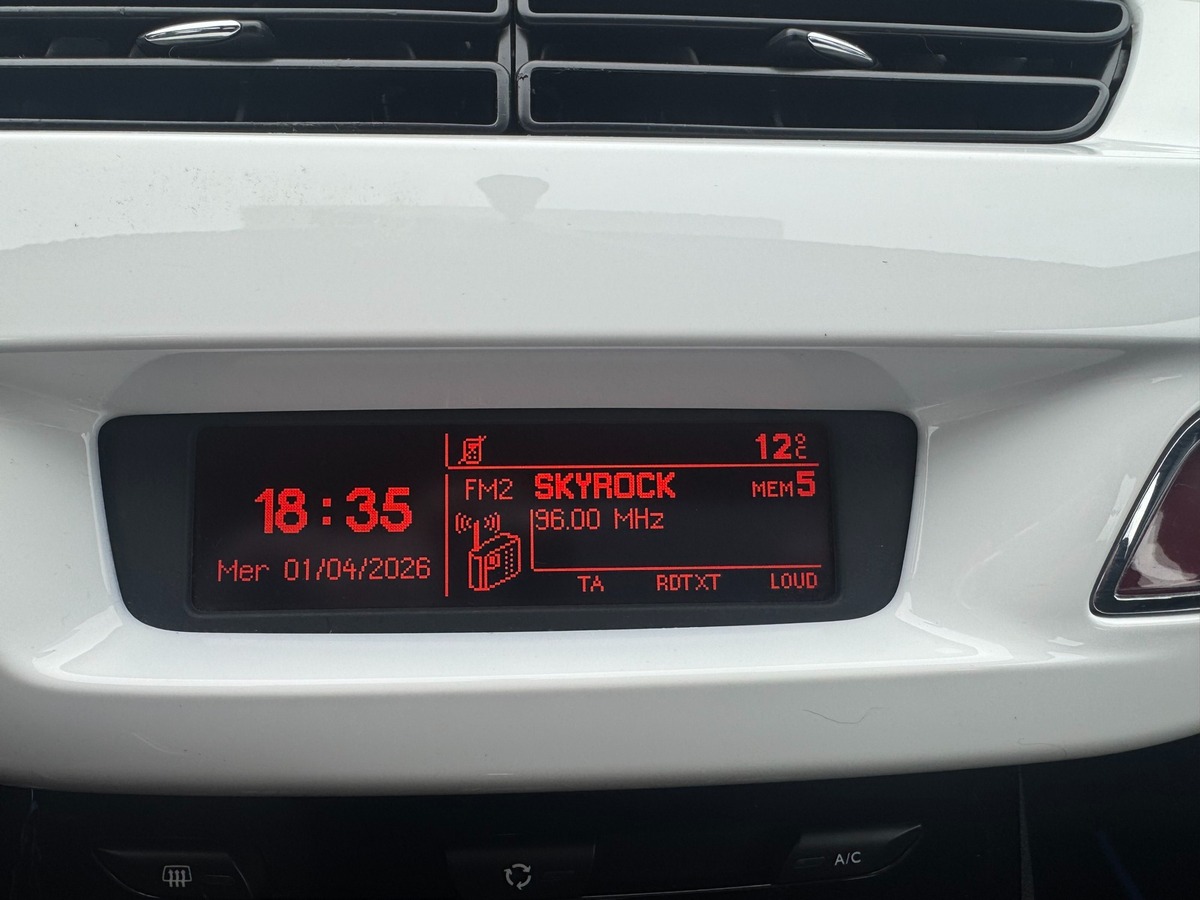 12°C
FM2 SKYROCK MEM5
18:35
96.00 MHz
Mer 01/04/2026
TA RDTXT LOUD
A/C